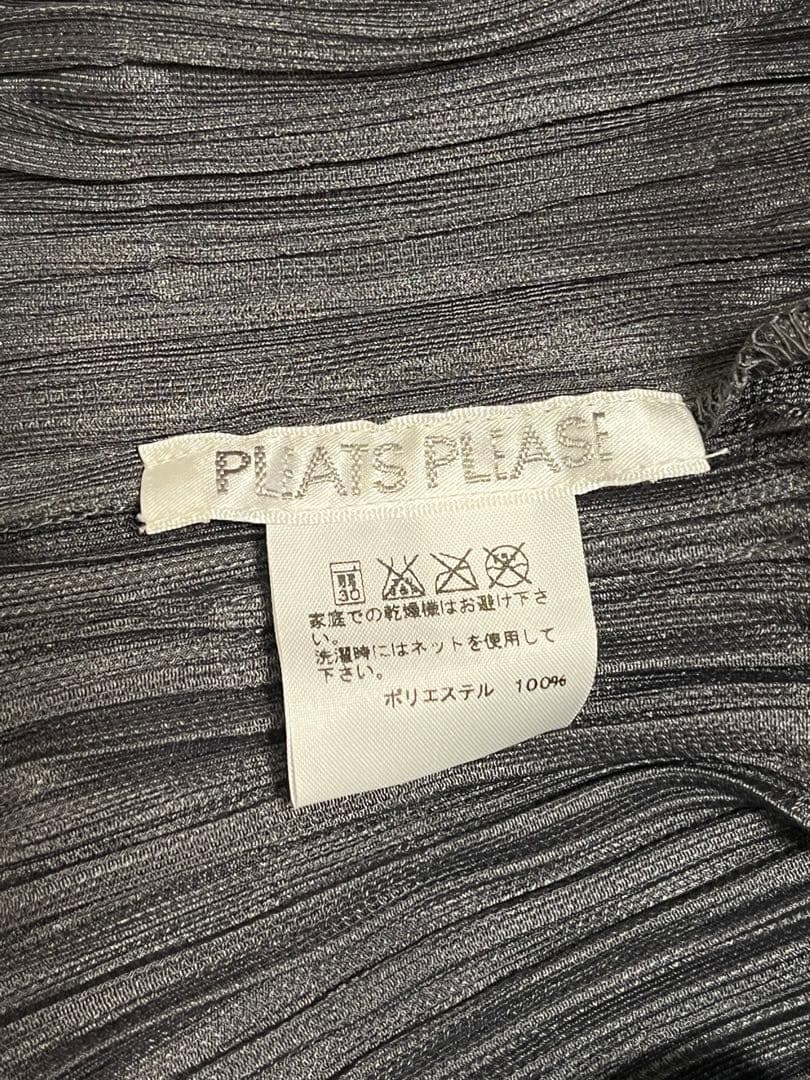 PLEATS PLEASE
30
家庭での乾燥機はお避け下さ
い。
洗濯時にはネットを使用して
下さい。
ポリエステル 100%